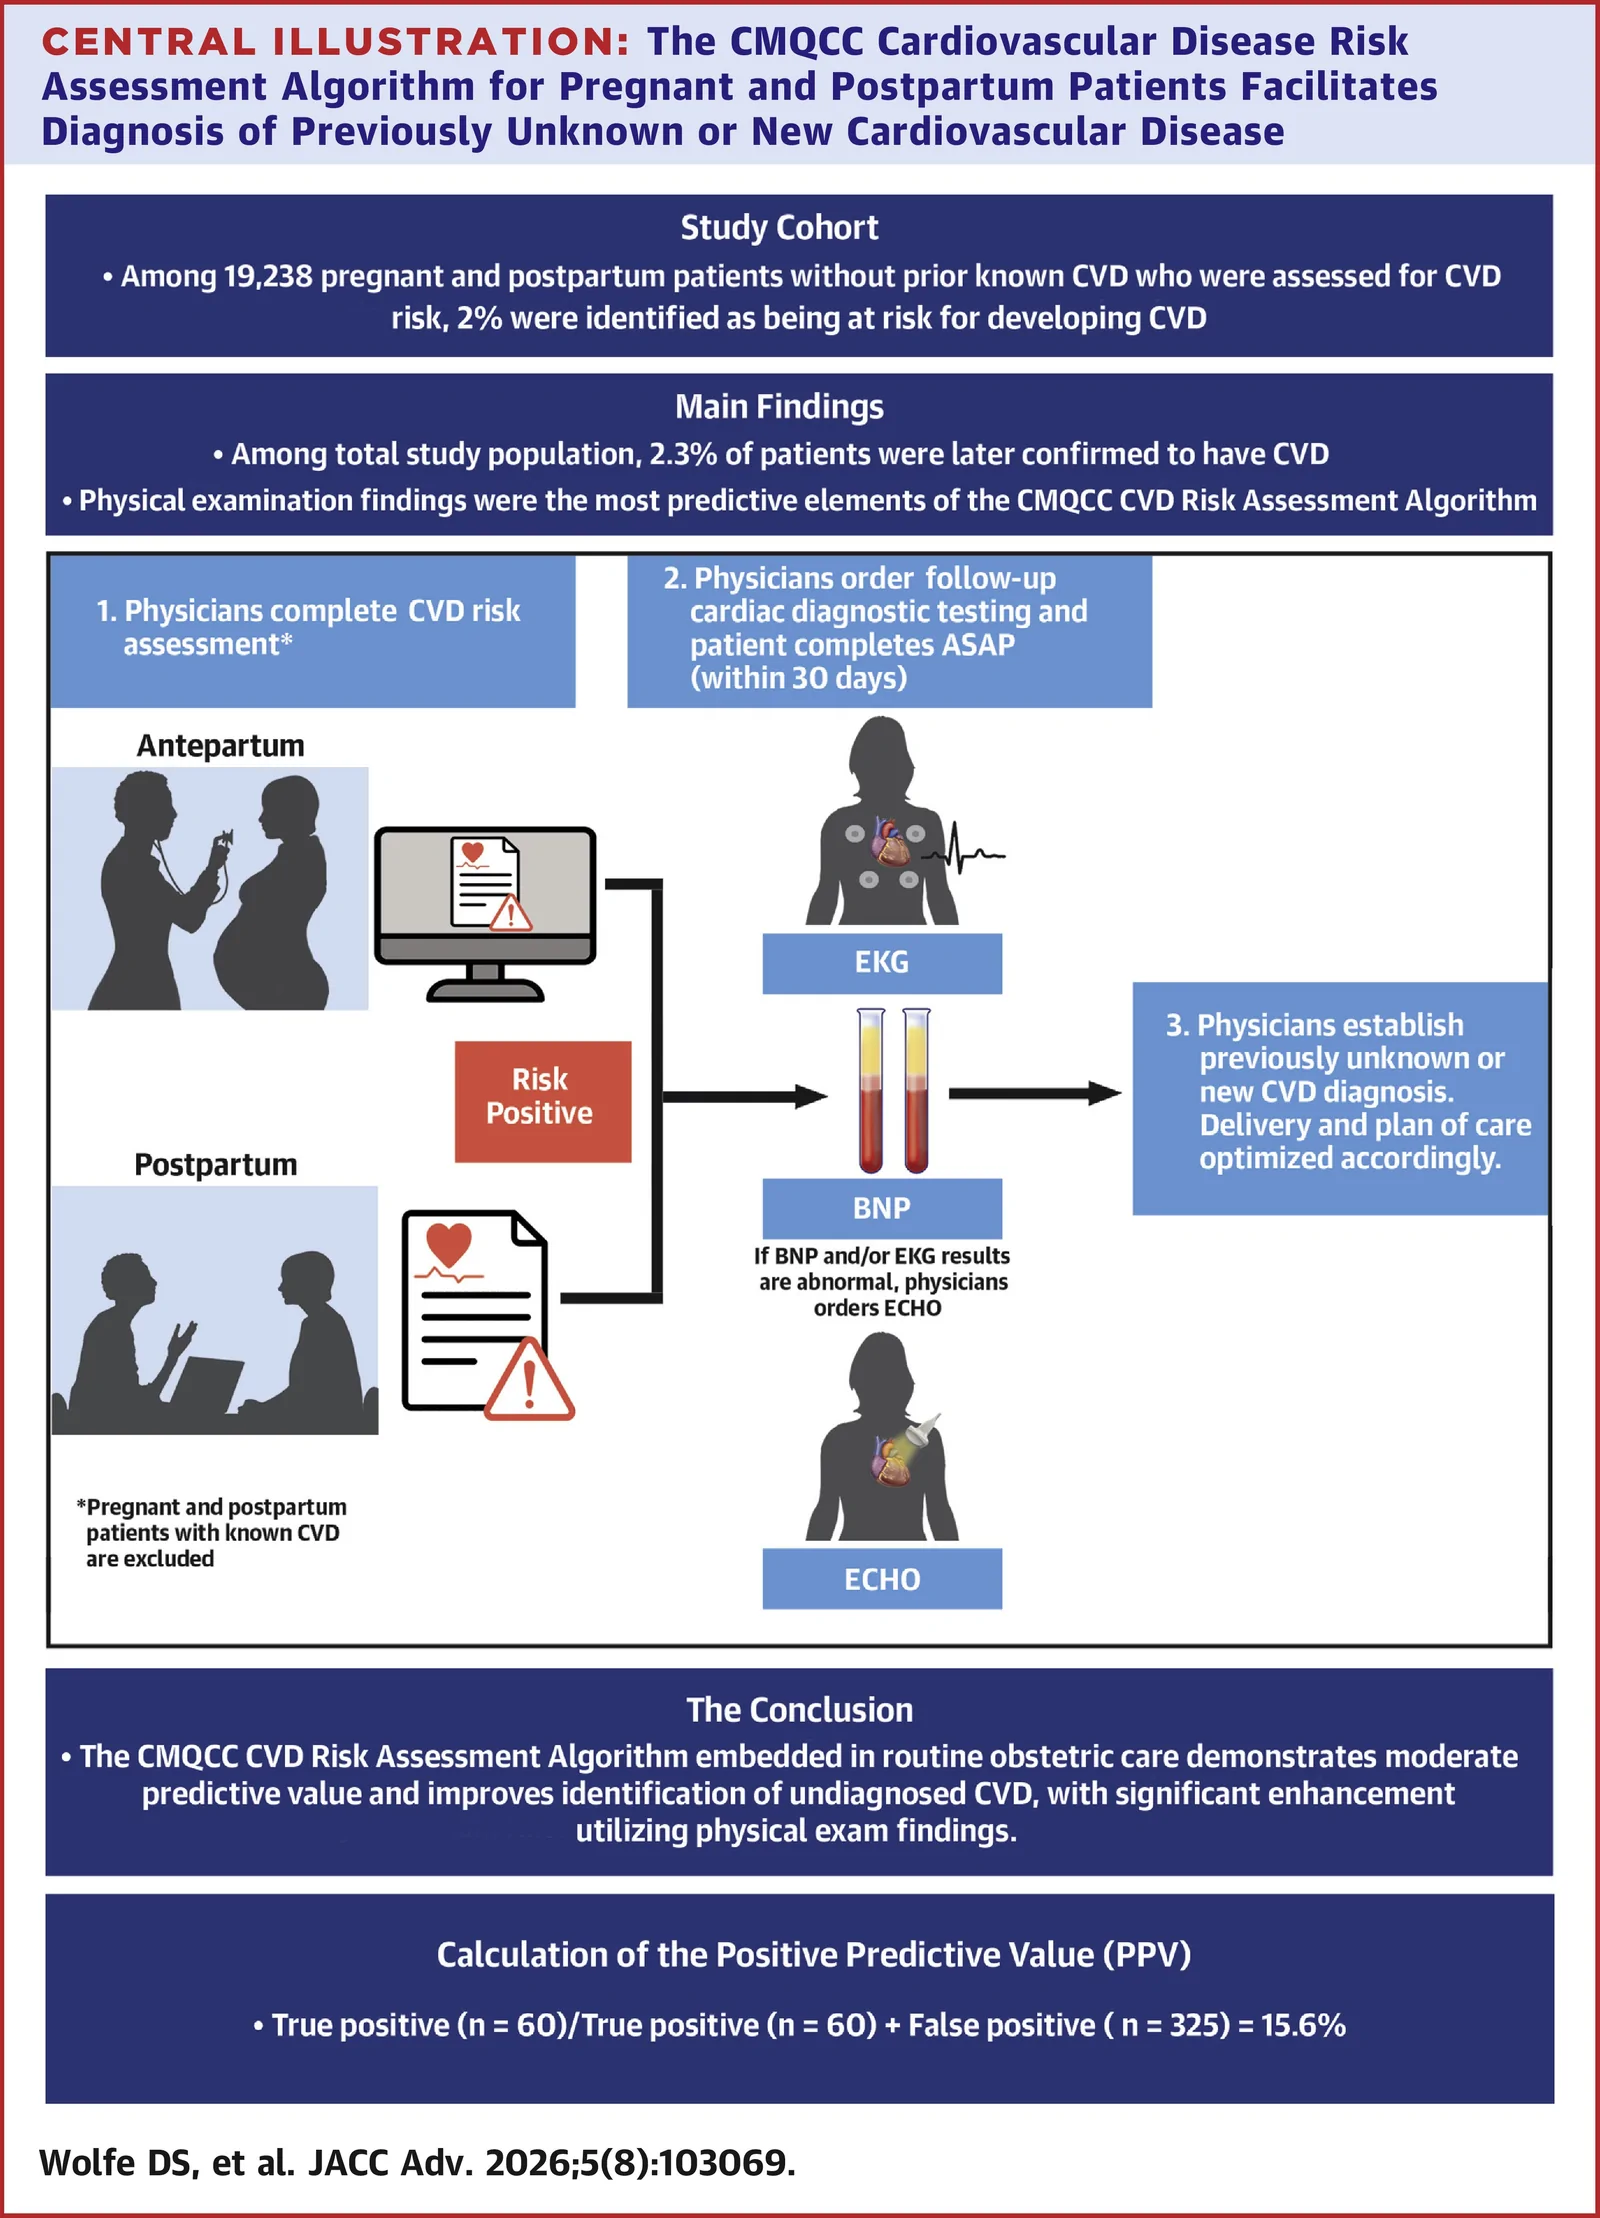 CENTRAL ILLUSTRATION: The CMQCC Cardiovascular Disease Risk
Assessment Algorithm for Pregnant and Postpartum Patients Facilitates
Diagnosis of Previously Unknown or New Cardiovascular Disease
Study Cohort
• Among 19,238 pregnant and postpartum patients without prior known CVD who were assessed for CVD
risk, 2% were identified as being at risk for developing CVD
Main Findings
• Among total study population, 2.3% of patients were later confirmed to have CVD
• Physical examination findings were the most predictive elements of the CMQCC CVD Risk Assessment Algorithm
1. Physicians complete CVD risk
assessment*
2. Physicians order follow-up
cardiac diagnostic testing and
patient completes ASAP
(within 30 days)
Antepartum
EKG
Risk
Positive
3. Physicians establish
previously unknown or
new CVD diagnosis.
Delivery and plan of care
optimized accordingly.
Postpartum
BNP
If BNP and/or EKG results
are abnormal, physicians
orders ECHO
*Pregnant and postpartum
patients with known CVD
are excluded
ECHO
The Conclusion
• The CMQCC CVD Risk Assessment Algorithm embedded in routine obstetric care demonstrates moderate
predictive value and improves identification of undiagnosed CVD, with significant enhancement
utilizing physical exam findings.
Calculation of the Positive Predictive Value (PPV)
• True positive (n = 60)/True positive (n = 60) + False positive ( n = 325) = 15.6%
Wolfe DS, et al. JACC Adv. 2026;5(8):103069.